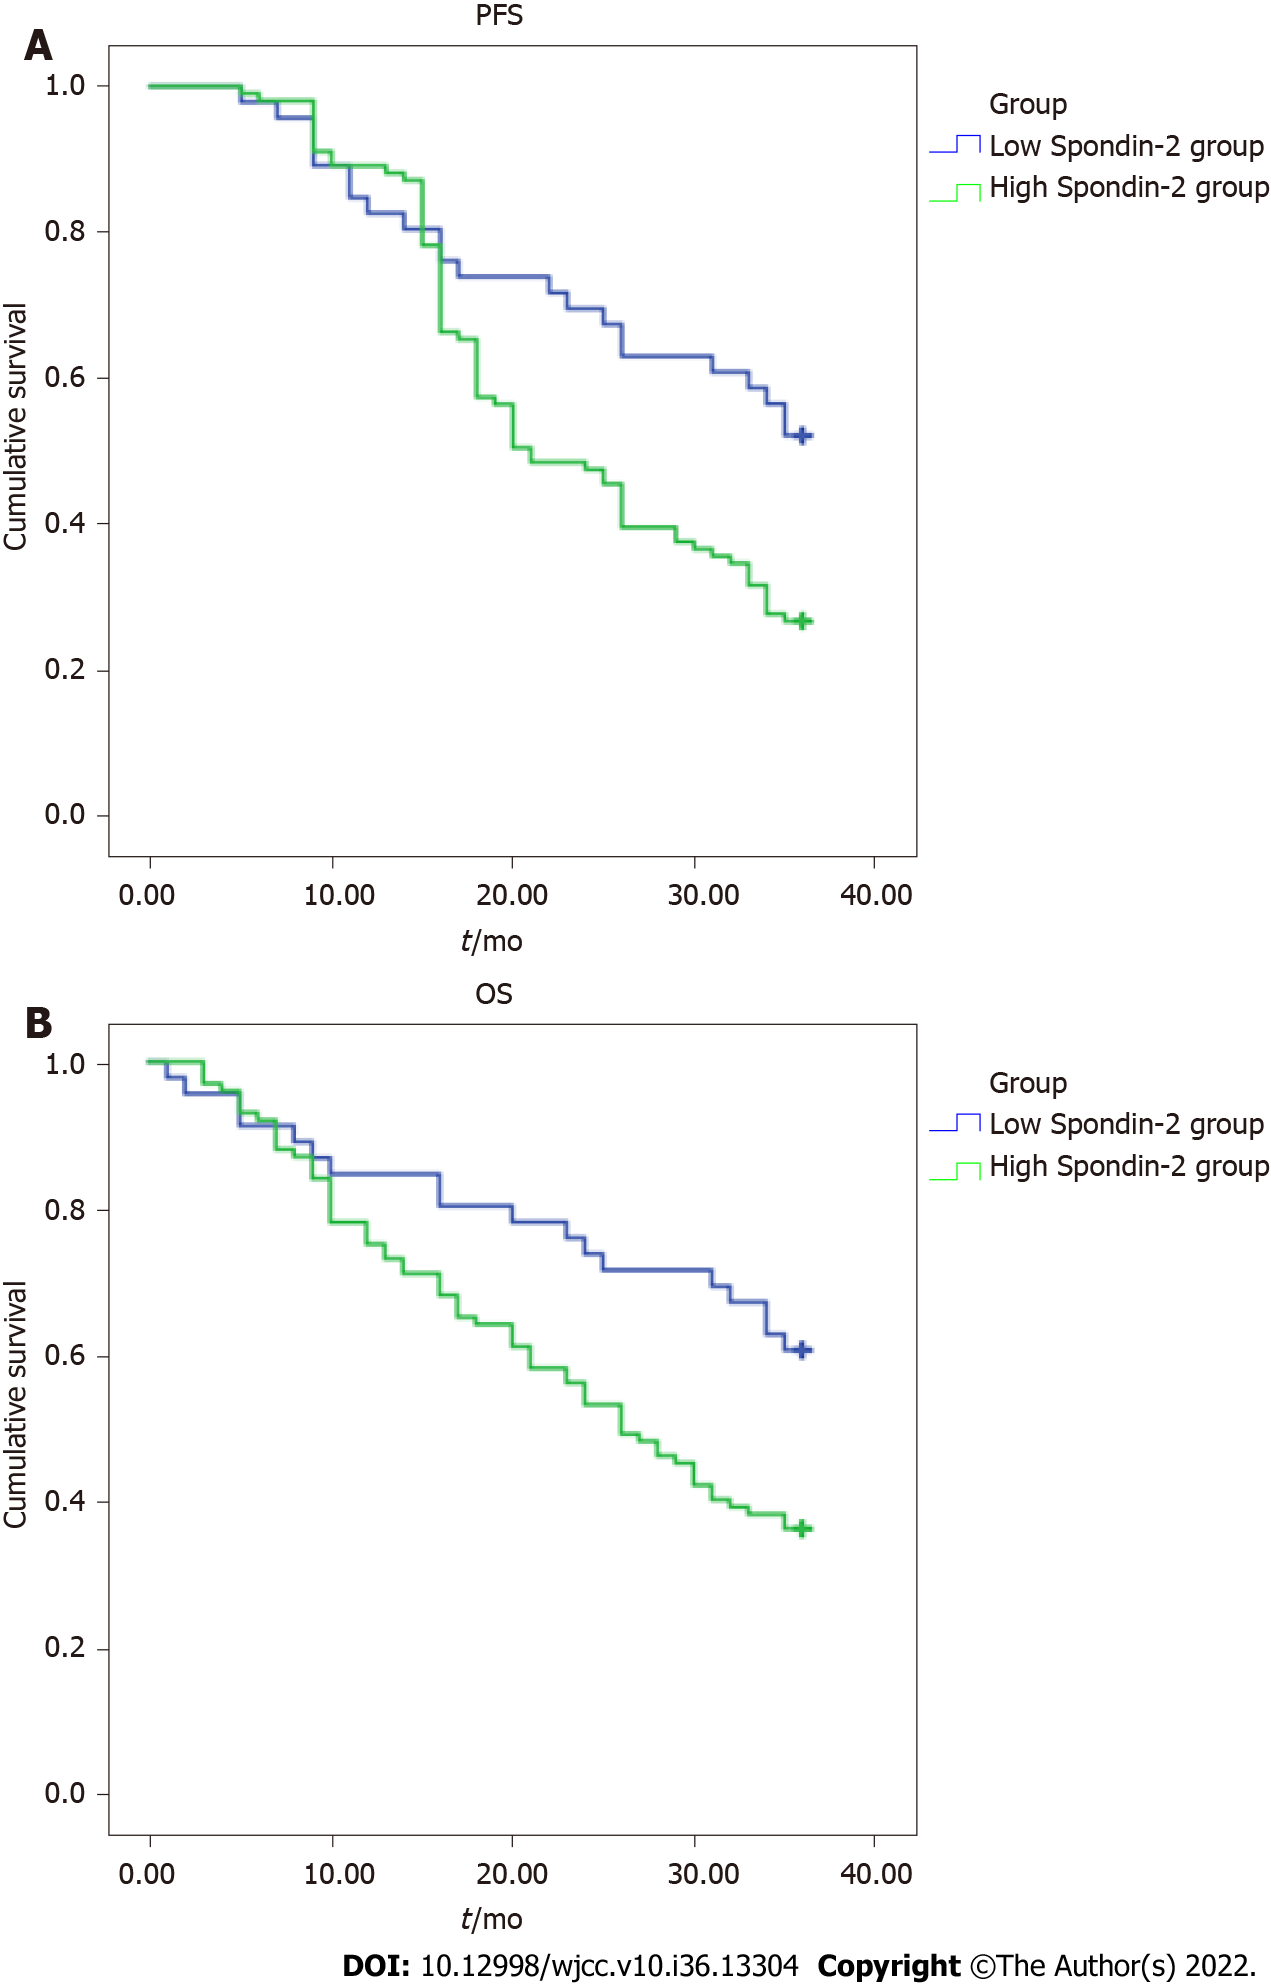 PFS
A
1.0
0.8
0.6
0.4
0.2
0.0
Cumulative survival
0.00 10.00 20.00 30.00 40.00
t/mo
Group
Low Spondin-2 group
High Spondin-2 group
OS
B
1.0
0.8
0.6
0.4
0.2
0.0
Cumulative survival
0.00 10.00 20.00 30.00 40.00
t/mo
Group
Low Spondin-2 group
High Spondin-2 group
DOI: 10.12998/wjcc.v10.i36.13304 Copyright ©The Author(s) 2022.